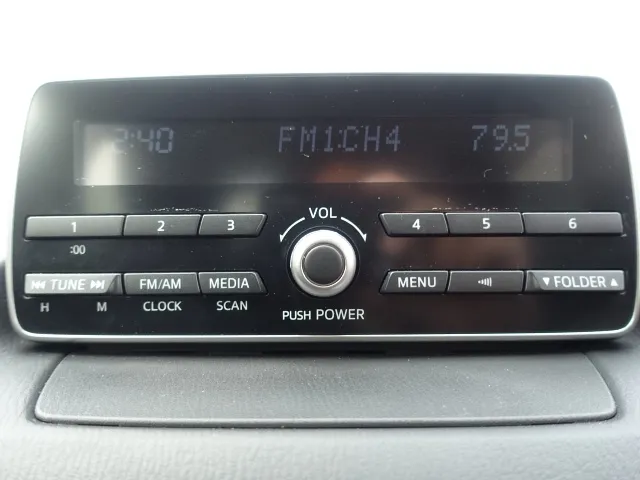 2:40 FM1:CH4 79.5
VOL
1 2 3 4 5 6
:00
⏮ TUNE ⏭ FM/AM MEDIA MENU ▼ FOLDER ▲
H M CLOCK SCAN PUSH POWER